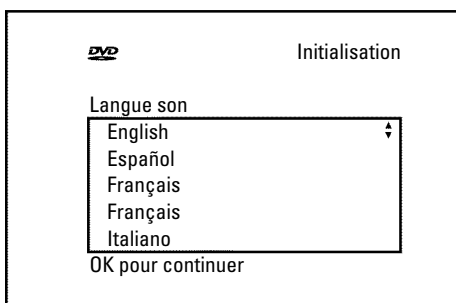 DVD Initialisation
Langue son
English
Español
Français
Français
Italiano
OK pour continuer